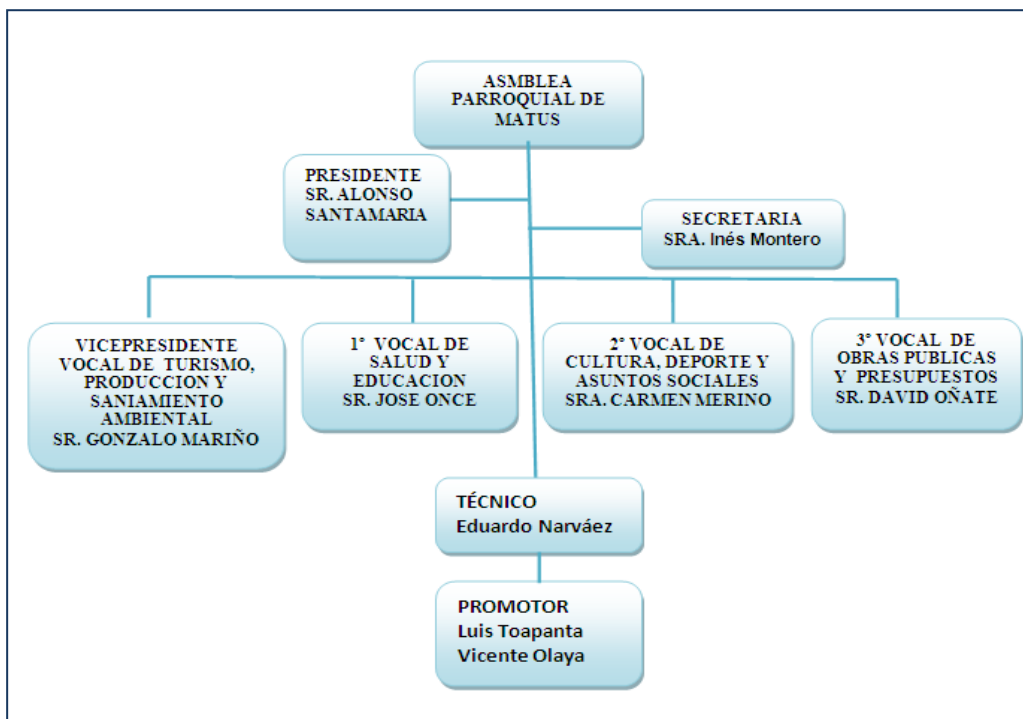 ASMBLEA
PARROQUIAL DE
MATUS
PRESIDENTE
SR. ALONSO
SANTAMARIA
SECRETARIA
SRA. Inés Montero
VICEPRESIDENTE
VOCAL DE TURISMO,
PRODUCCION Y
SANIAMIENTO
AMBIENTAL
SR. GONZALO MARIÑO
1° VOCAL DE
SALUD Y
EDUCACION
SR. JOSE ONCE
2° VOCAL DE
CULTURA, DEPORTE Y
ASUNTOS SOCIALES
SRA. CARMEN MERINO
3° VOCAL DE
OBRAS PUBLICAS
Y PRESUPUESTOS
SR. DAVID OÑATE
TÉCNICO
Eduardo Narváez
PROMOTOR
Luis Toapanta
Vicente Olaya